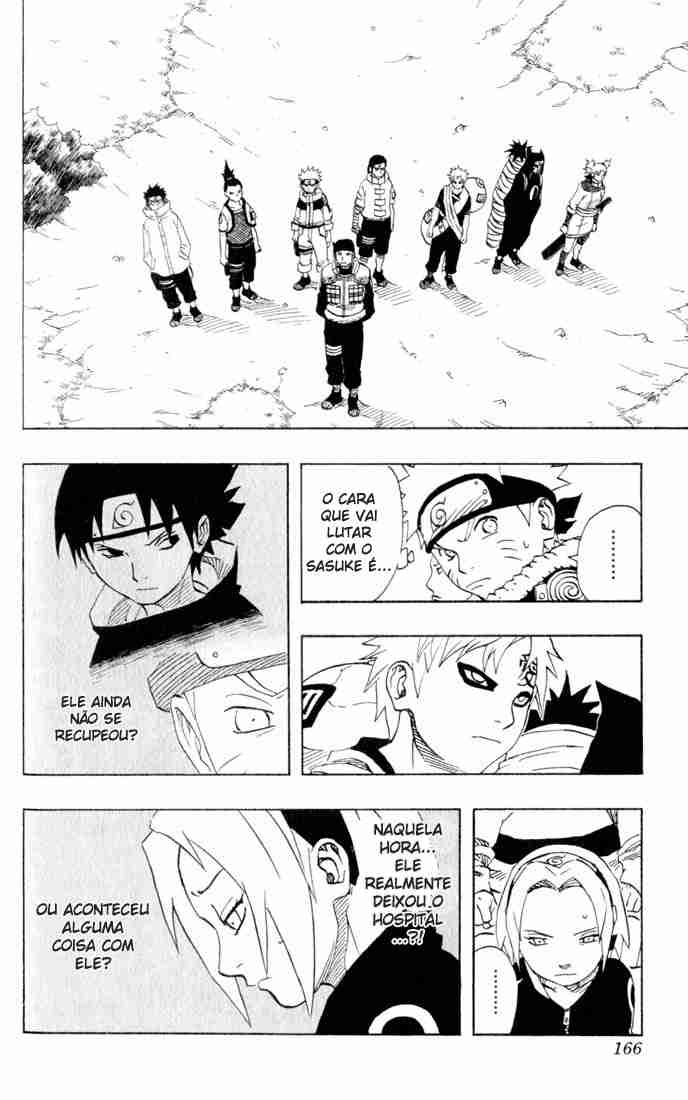 .........
O CARA
QUE VAI
LUTAR
COM O
SASUKE É...
ELE AINDA
NÃO SE
RECUPEOU?
.........
NAQUELA
HORA...
ELE
REALMENTE
DEIXOU O
HOSPITAL
...?!
OU ACONTECEU
ALGUMA
COISA COM
ELE?
166